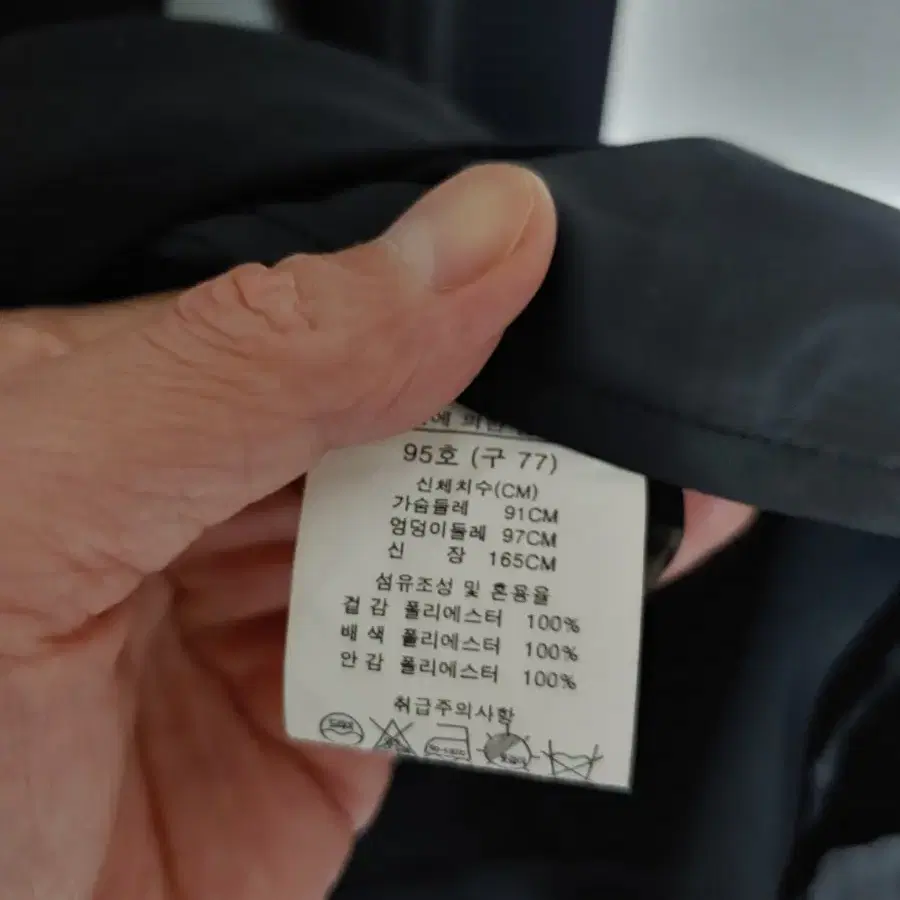 95호 (구 77)
신체치수(CM)
가슴둘레 91CM
엉덩이둘레 97CM
신 장 165CM
섬유조성 및 혼용율
겉감 폴리에스터 100%
배색 폴리에스터 100%
안감 폴리에스터 100%
취급주의사항